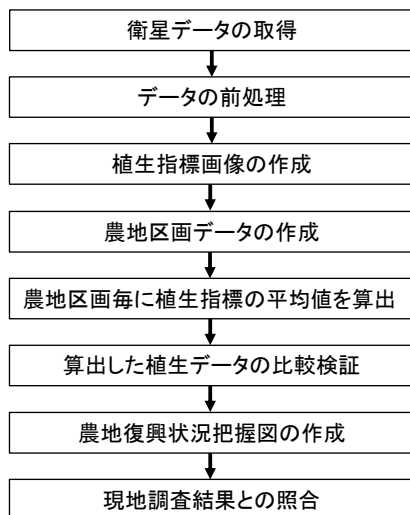 衛星データの取得
データの前処理
植生指標画像の作成
農地区画データの作成
農地区画毎に植生指標の平均値を算出
算出した植生データの比較検証
農地復興状況把握図の作成
現地調査結果との照合